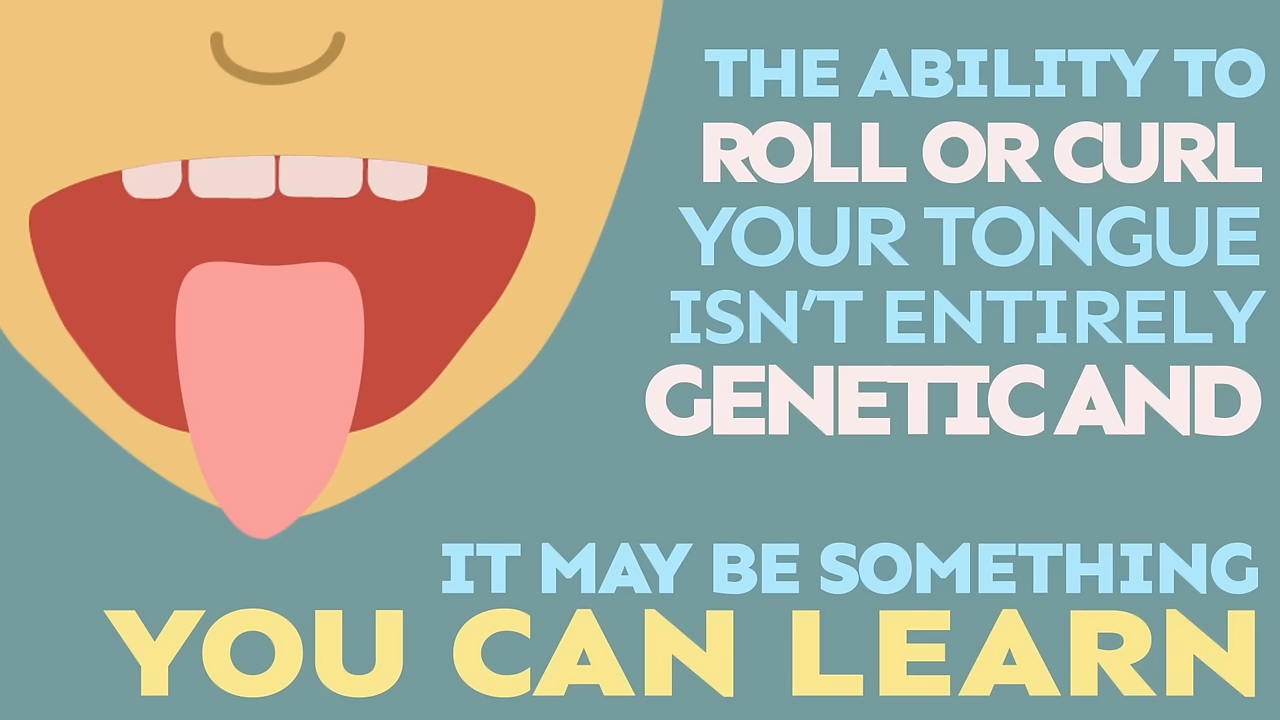 THE ABILITY TO
ROLL OR CURL
YOUR TONGUE
ISN'T ENTIRELY
GENETIC AND
IT MAY BE SOMETHING
YOU CAN LEARN